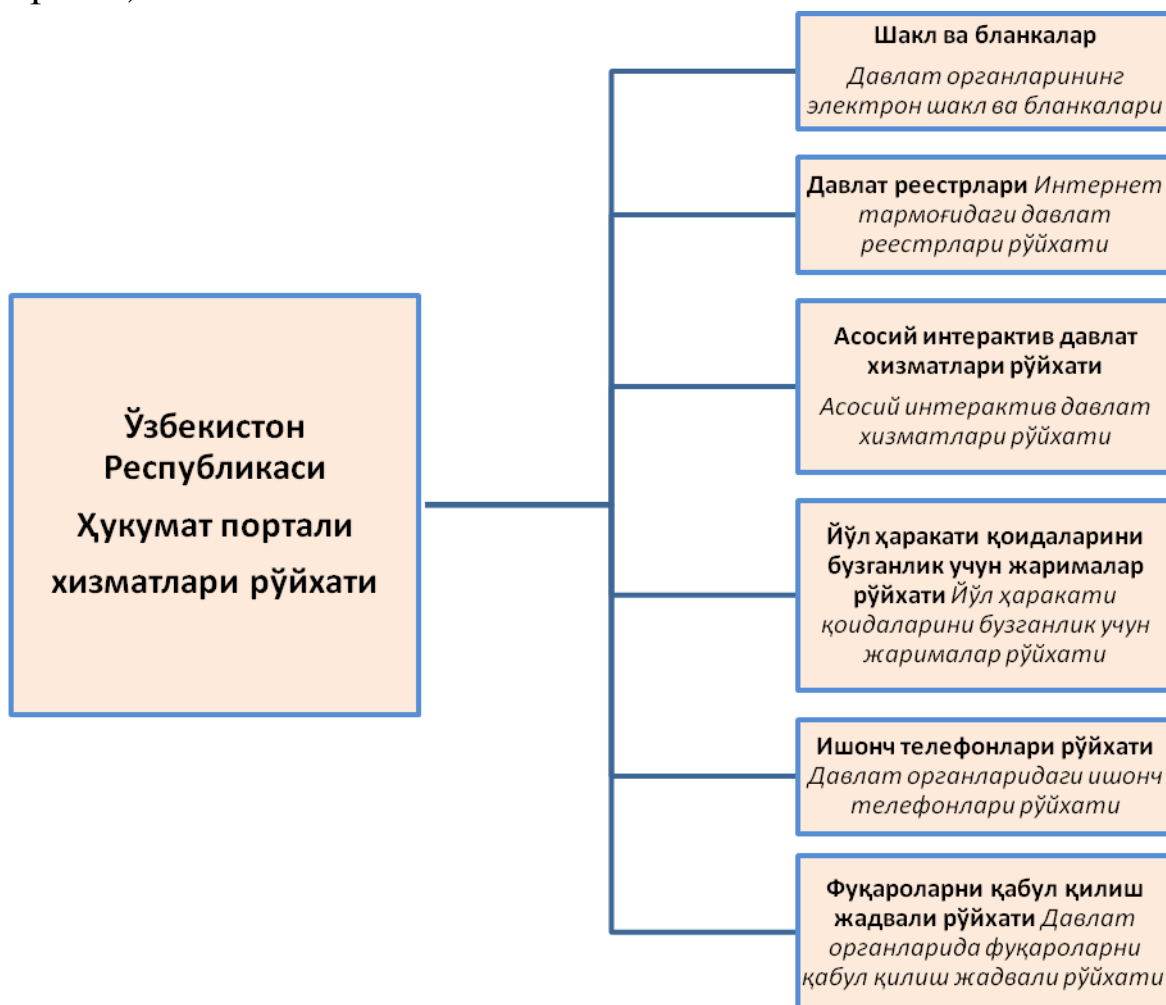 Шакл ва бланкалар
Давлат органларининг
электрон шакл ва бланкалари
Давлат реестрлари Интернет
тармоғидаги давлат
реестрлари рўйхати
Асосий интерактив давлат
хизматлари рўйхати
Асосий интерактив давлат
хизматлари рўйхати
Ўзбекистон
Республикаси
Ҳукумат портали
хизматлари рўйхати
Йўл ҳаракати қоидаларини
бузганлик учун жарималар
рўйхати Йўл ҳаракати
қоидаларини бузганлик учун
жарималар рўйхати
Ишонч телефонлари рўйхати
Давлат органларидаги ишонч
телефонлари рўйхати
Фуқароларни қабул қилиш
жадвали рўйхати Давлат
органларида фуқароларни
қабул қилиш жадвали рўйхати